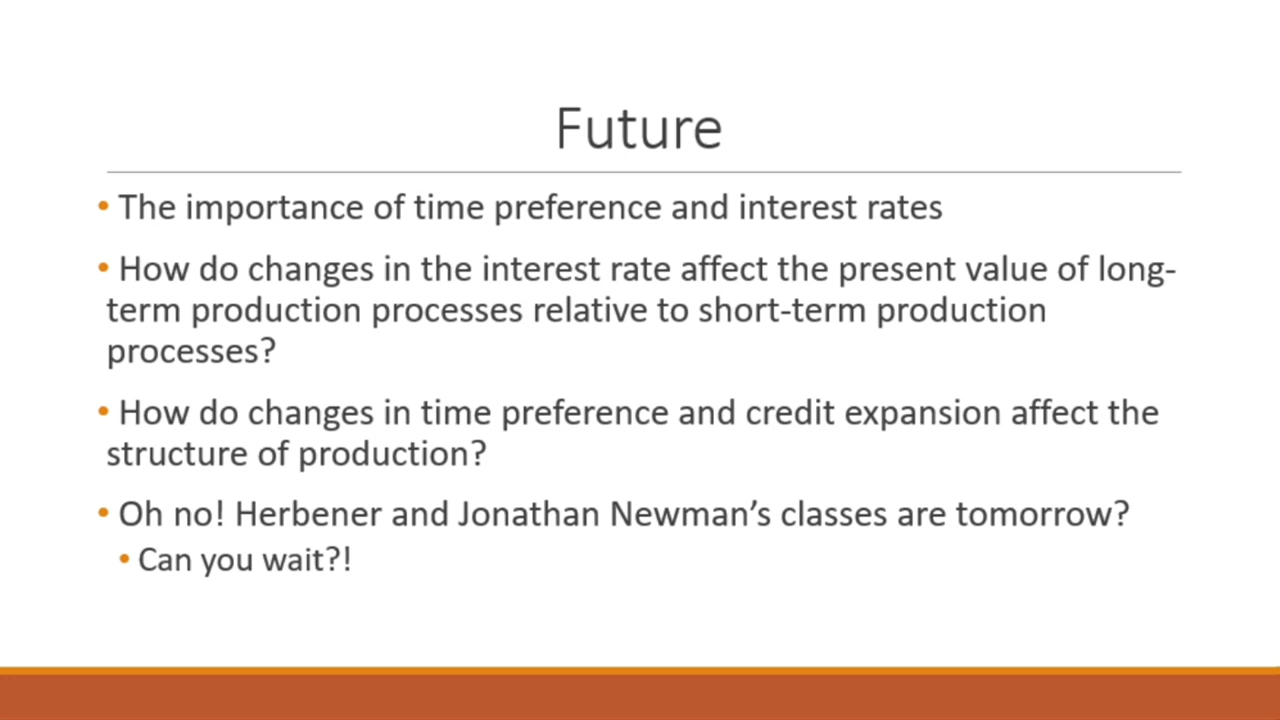 Future
• The importance of time preference and interest rates
• How do changes in the interest rate affect the present value of long-
term production processes relative to short-term production
processes?
• How do changes in time preference and credit expansion affect the
structure of production?
• Oh no! Herbener and Jonathan Newman’s classes are tomorrow?
• Can you wait?!